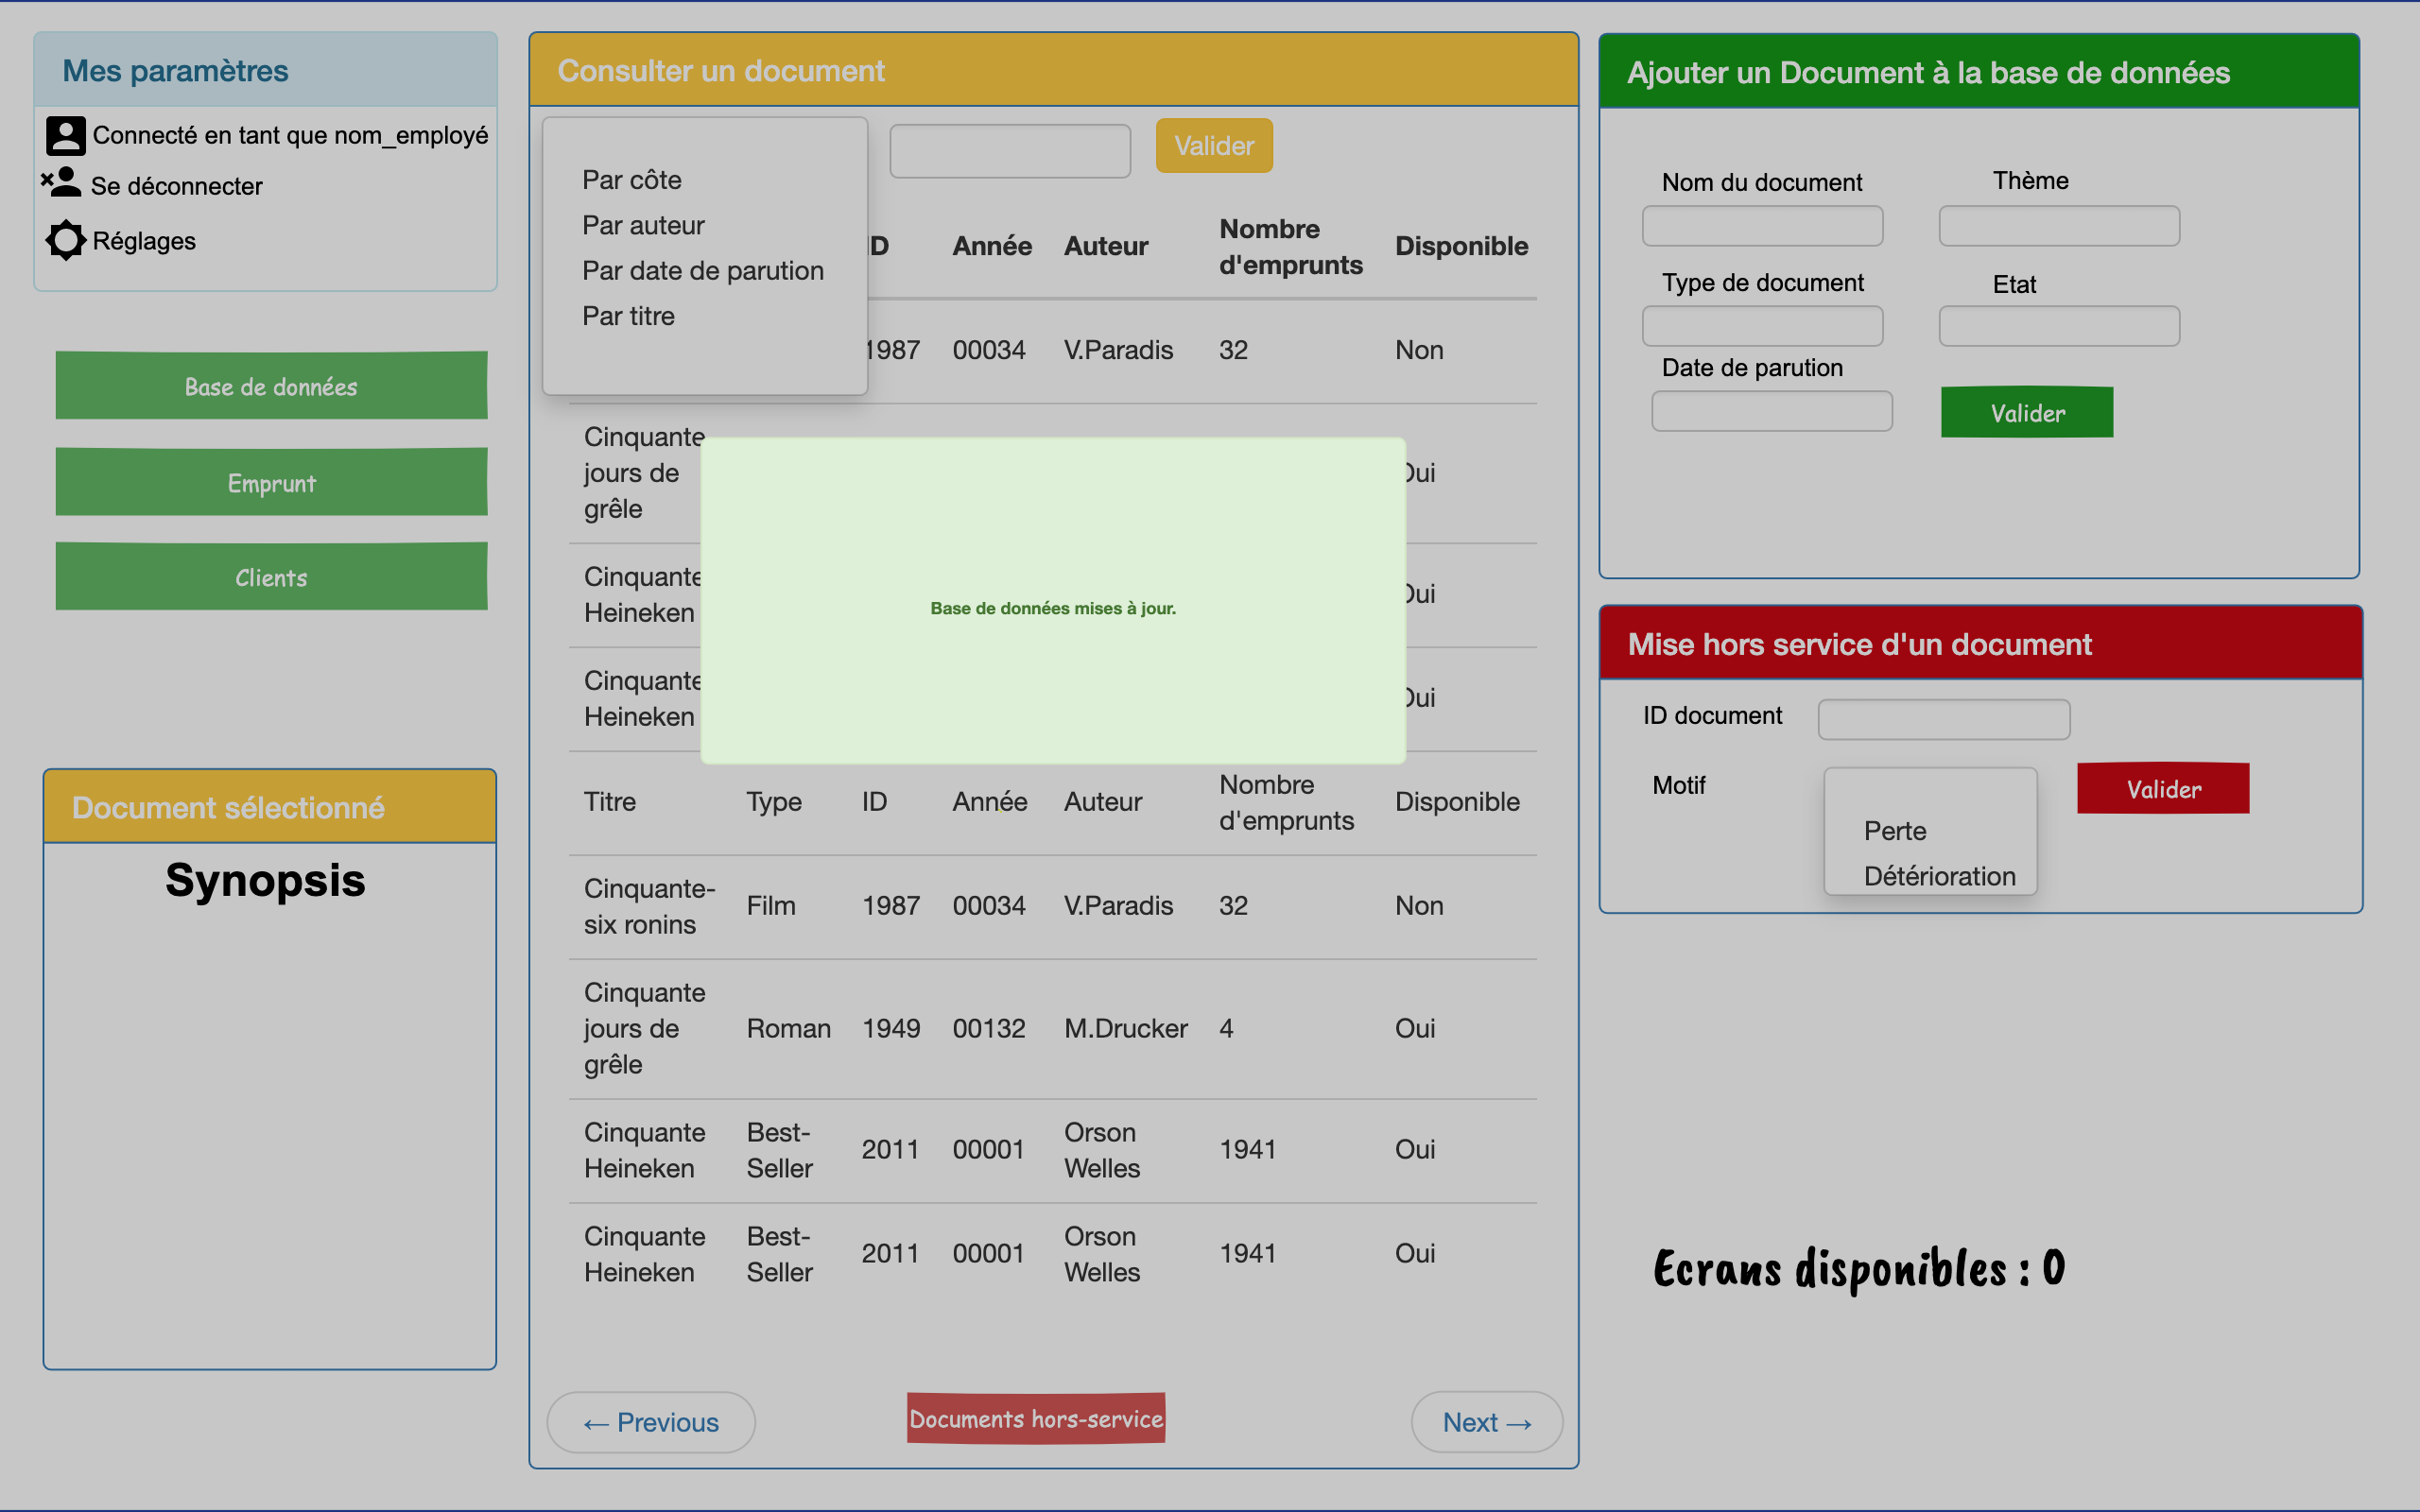 Mes paramètres
Connecté en tant que nom_employé
Se déconnecter
Réglages
Base de données
Emprunt
Clients
Document sélectionné
Synopsis
Consulter un document
Par côte
Par auteur
Par date de parution
Par titre
Valider
ID Année Auteur Nombre d'emprunts Disponible
1987 00034 V.Paradis 32 Non
Cinquante
jours de
grêle
Oui
Cinquante
Heineken
Oui
Cinquante
Heineken
Oui
Base de données mises à jour.
Titre Type ID Année Auteur Nombre d'emprunts Disponible
Cinquante-
six ronins
Film 1987 00034 V.Paradis 32 Non
Cinquante
jours de
grêle
Roman 1949 00132 M.Drucker 4 Oui
Cinquante
Heineken
Best-
Seller
2011 00001
Orson
Welles
1941 Oui
Cinquante
Heineken
Best-
Seller
2011 00001
Orson
Welles
1941 Oui
← Previous
Documents hors-service
Next →
Ajouter un Document à la base de données
Nom du document
Thème
Type de document
Etat
Date de parution
Valider
Mise hors service d'un document
ID document
Motif
Perte
Détérioration
Valider
Ecrans disponibles : 0